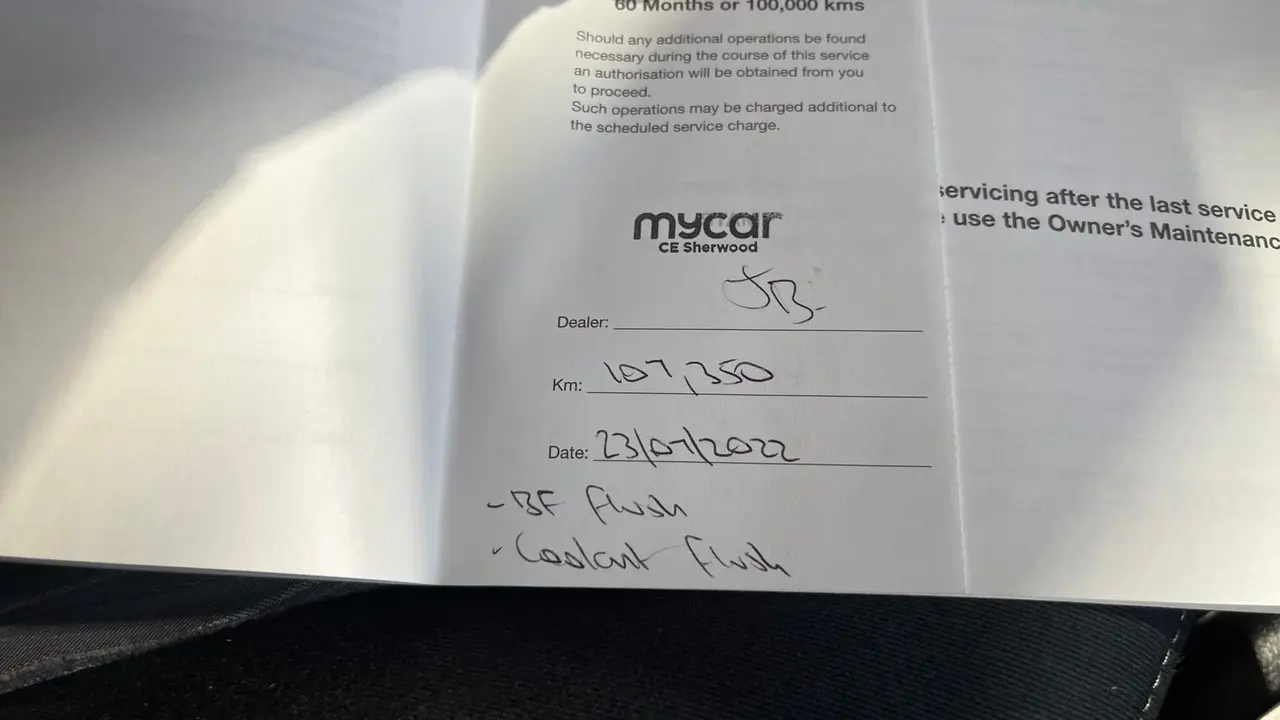 60 Months or 100,000 kms
Should any additional operations be found
necessary during the course of this service
an authorisation will be obtained from you
to proceed.
Such operations may be charged additional to
the scheduled service charge.
mycar
CE Sherwood
JB
Dealer:
Km: 107,350
Date: 23/07/2022
- BF flush
- Coolant flush
servicing after the last service
use the Owner's Maintenanc